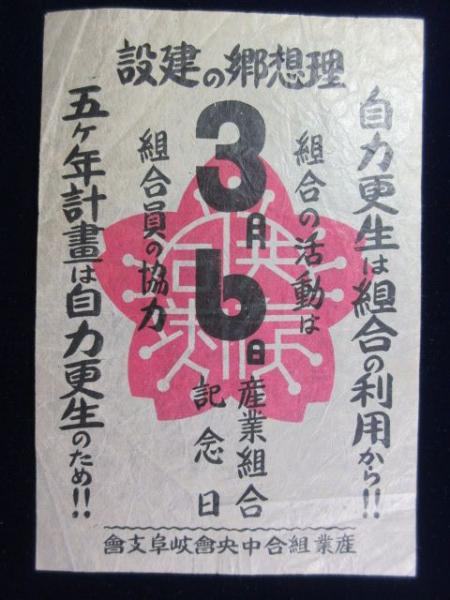 理想郷の建設
自力更生は組合の利用から!!
組合の活動は
3月6日
産業組合
記念日
組合員の協力
五ケ年計畫は自力更生のため!!
産業組合中央會岐阜支會